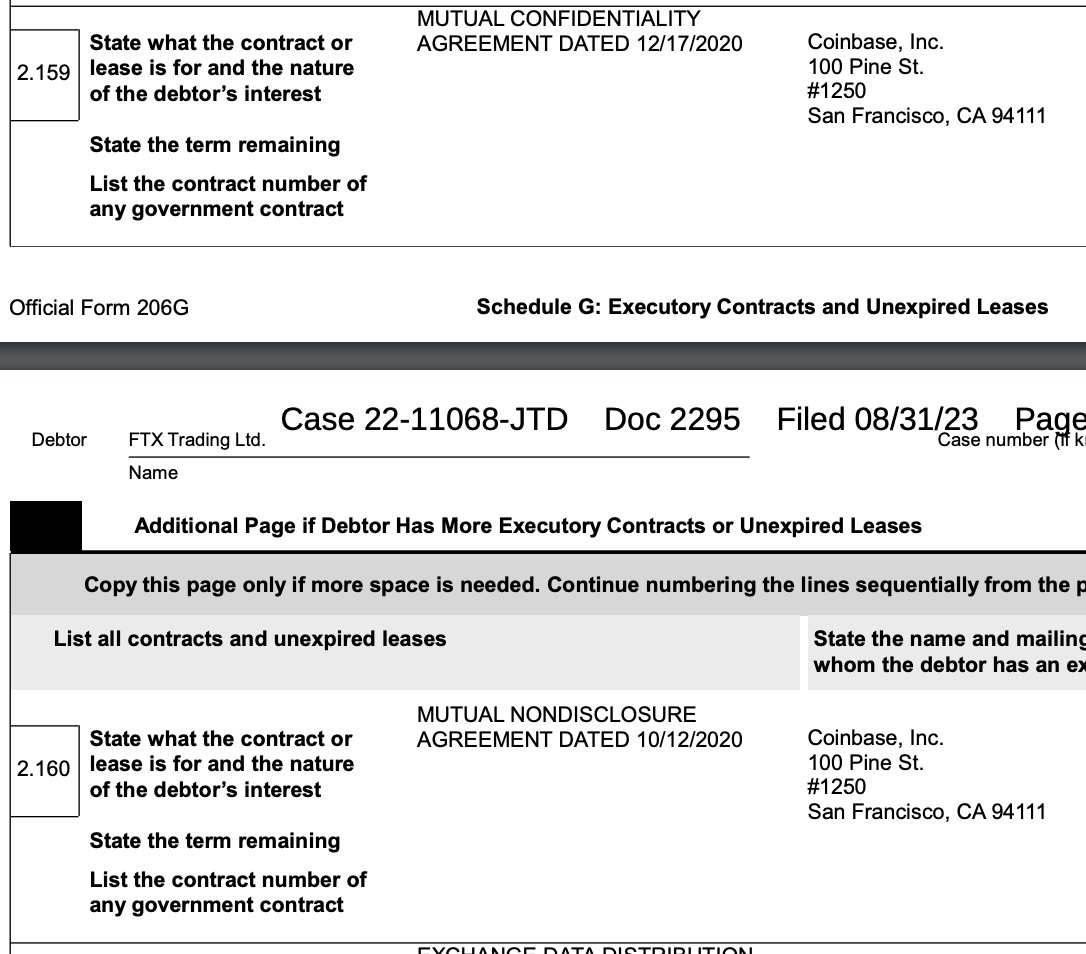 MUTUAL CONFIDENTIALITY
AGREEMENT DATED 12/17/2020
2.159
State what the contract or
lease is for and the nature
of the debtor’s interest
Coinbase, Inc.
100 Pine St.
#1250
San Francisco, CA 94111
State the term remaining
List the contract number of
any government contract
Official Form 206G
Schedule G: Executory Contracts and Unexpired Leases
Case 22-11068-JTD Doc 2295 Filed 08/31/23 Page
Debtor FTX Trading Ltd.
Case number (if
Name
Additional Page if Debtor Has More Executory Contracts or Unexpired Leases
Copy this page only if more space is needed. Continue numbering the lines sequentially from the
List all contracts and unexpired leases
State the name and mailing
whom the debtor has an
MUTUAL NONDISCLOSURE
AGREEMENT DATED 10/12/2020
2.160
State what the contract or
lease is for and the nature
of the debtor’s interest
Coinbase, Inc.
100 Pine St.
#1250
San Francisco, CA 94111
State the term remaining
List the contract number of
any government contract
EXCHANGE DATA DISTRIBUTION